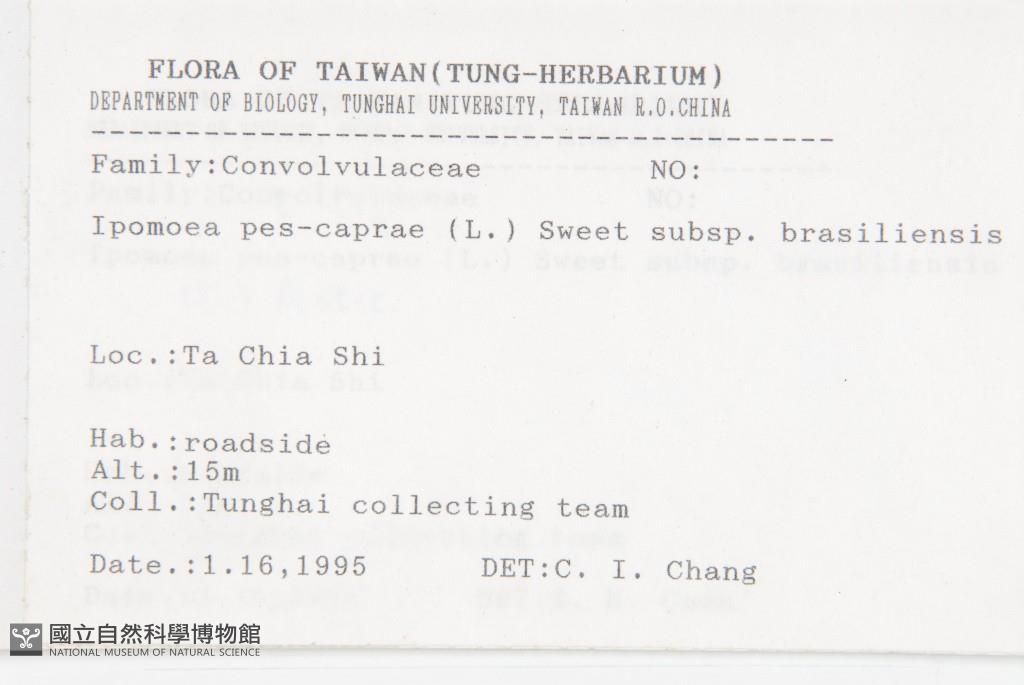 FLORA OF TAIWAN(TUNG-HERBARIUM)
DEPARTMENT OF BIOLOGY, TUNGHAI UNIVERSITY, TAIWAN R.O.CHINA
Family:Convolvulaceae NO:
Ipomoea pes-caprae (L.) Sweet subsp. brasiliensis
Loc.:Ta Chia Shi
Hab.:roadside
Alt.:15m
Coll.:Tunghai collecting team
Date.:1.16,1995 DET:C. I. Chang
國立自然科學博物館
NATIONAL MUSEUM OF NATURAL SCIENCE